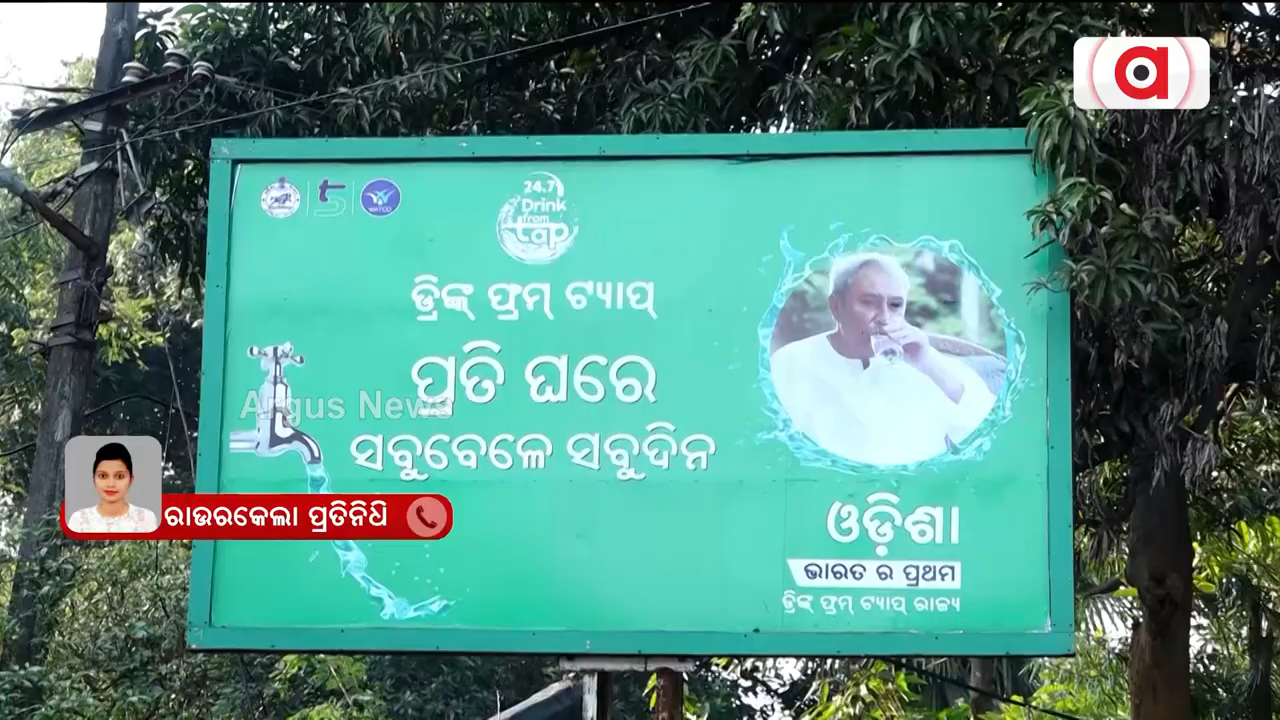 24.7
Drink
from
tap
ଡ୍ରିଙ୍କ୍ ଫ୍ରମ୍ ଟ୍ୟାପ୍
ପ୍ରତି ଘରେ
ସବୁବେଳେ ସବୁଦିନ
Argus News
ରାଉରକେଲା ପ୍ରତିନିଧି
ଓଡ଼ିଶା
ଭାରତ ର ପ୍ରଥମ
ଡ୍ରିଙ୍କ୍ ଫ୍ରମ୍ ଟ୍ୟାପ୍ ରାଜ୍ୟ